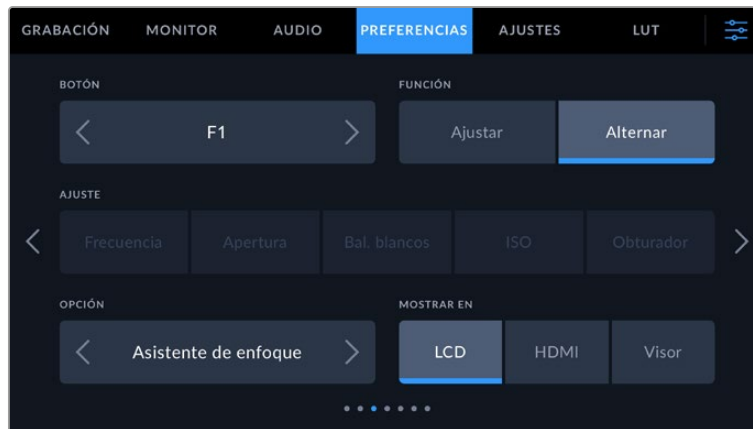 GRABACIÓN MONITOR AUDIO PREFERENCIAS AJUSTES LUT
BOTÓN FUNCIÓN
F1 Ajustar Alternar
AJUSTE
Frecuencia Apertura Bal. blancos ISO Obturador
OPCIÓN MOSTRAR EN
Asistente de enfoque LCD HDMI Visor